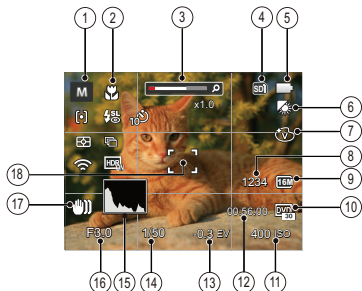 1 2 3 4 5
M SD
SL
10 x1.0 6
7
HDR 8
18 1234 16M 9
17 00:56:00 DVD 30 10
F3.0 1/50 -0.3 EV 400 ISO
16 15 14 13 12 11